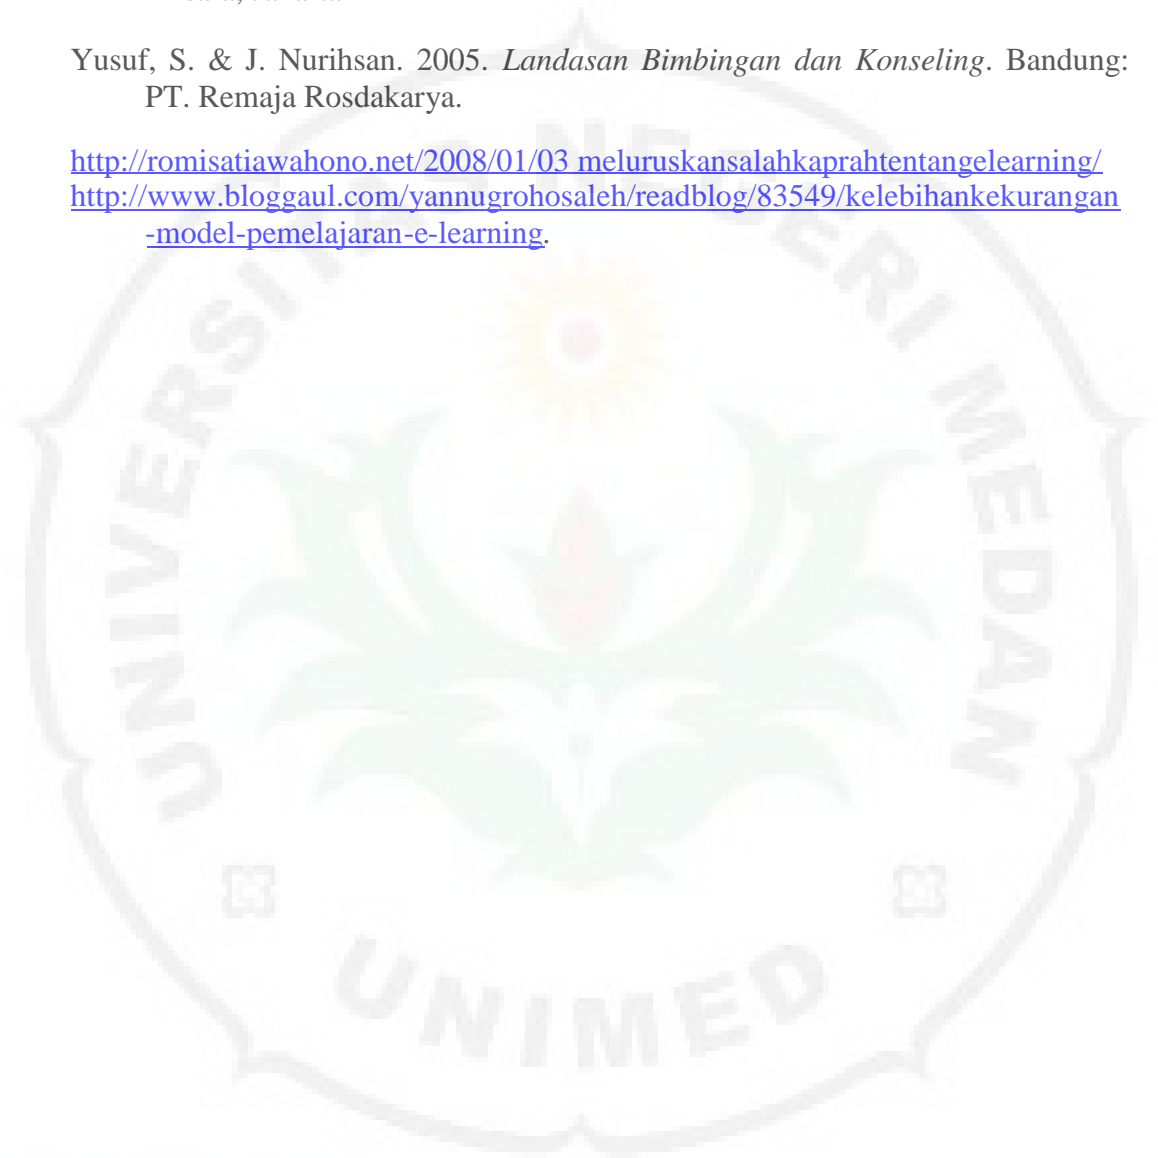 Yusuf, S. & J. Nurihsan. 2005. Landasan Bimbingan dan Konseling. Bandung:
PT. Remaja Rosdakarya.
http://romisatiawahono.net/2008/01/03 meluruskansalahkaprahtentangelearning/
http://www.bloggaul.com/yannugrohosaleh/readblog/83549/kelebihankekurangan
-model-pemelajaran-e-learning.
UNIVERSITAS NEGERI MEDAN
UNIMED